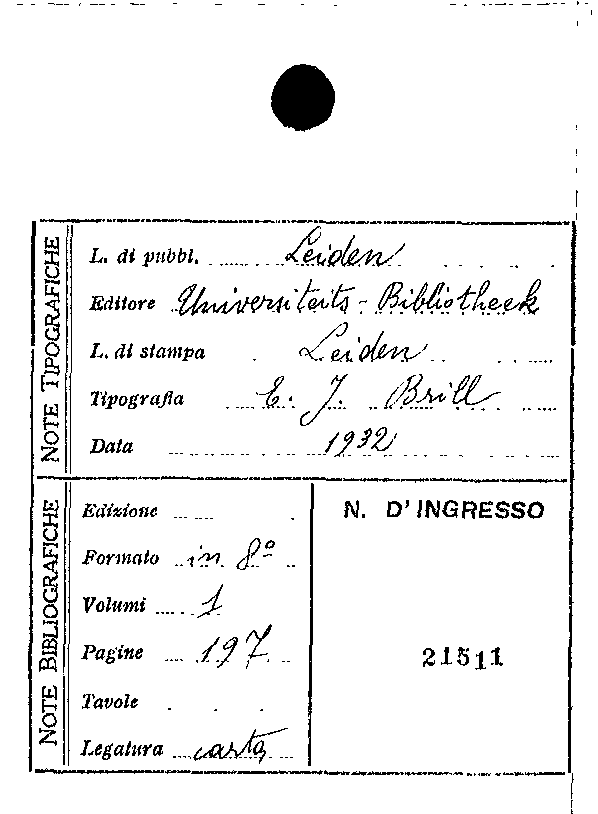 NOTE TIPOGRAFICHE
L. di pubbl. Leiden
Editore Universiteits-Bibliotheek
L. di stampa Leiden
Tipografia E. J. Brill
Data 1932
NOTE BIBLIOGRAFICHE
Edizione
Formato in 8º
Volumi 1
Pagine 197
Tavole
Legatura carta
N. D'INGRESSO
21511